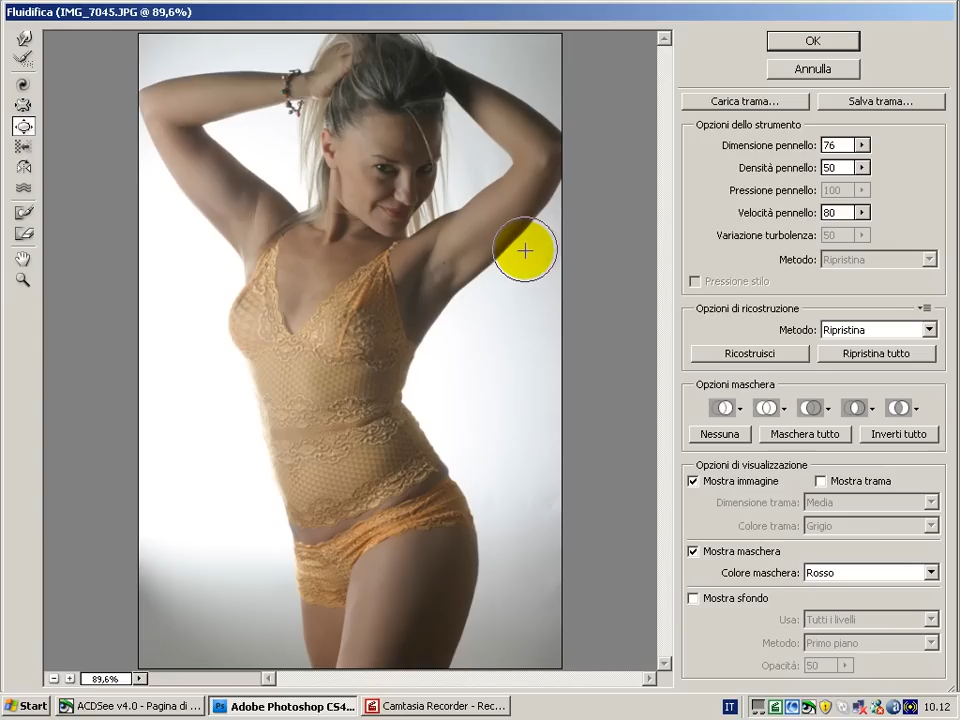 Fluidifica (IMG_7045.JPG @ 89,6%)
OK
Annulla
Carica trama...
Salva trama...
Opzioni dello strumento
Dimensione pennello: 76
Densità pennello: 50
Pressione pennello: 100
Velocità pennello: 80
Variazione turbolenza: 50
Metodo: Ripristina
Pressione stilo
Opzioni di ricostruzione
Metodo: Ripristina
Ricostruisci
Ripristina tutto
Opzioni maschera
Nessuna
Maschera tutto
Inverti tutto
Opzioni di visualizzazione
Mostra immagine
Mostra trama
Dimensione trama: Media
Colore trama: Grigio
Mostra maschera
Colore maschera: Rosso
Mostra sfondo
Usa: Tutti i livelli
Metodo: Primo piano
Opacità: 50
89,6%
Start
ACDSee v4.0 - Pagina di ...
Adobe Photoshop CS4...
Camtasia Recorder - Rec...
IT
10.12